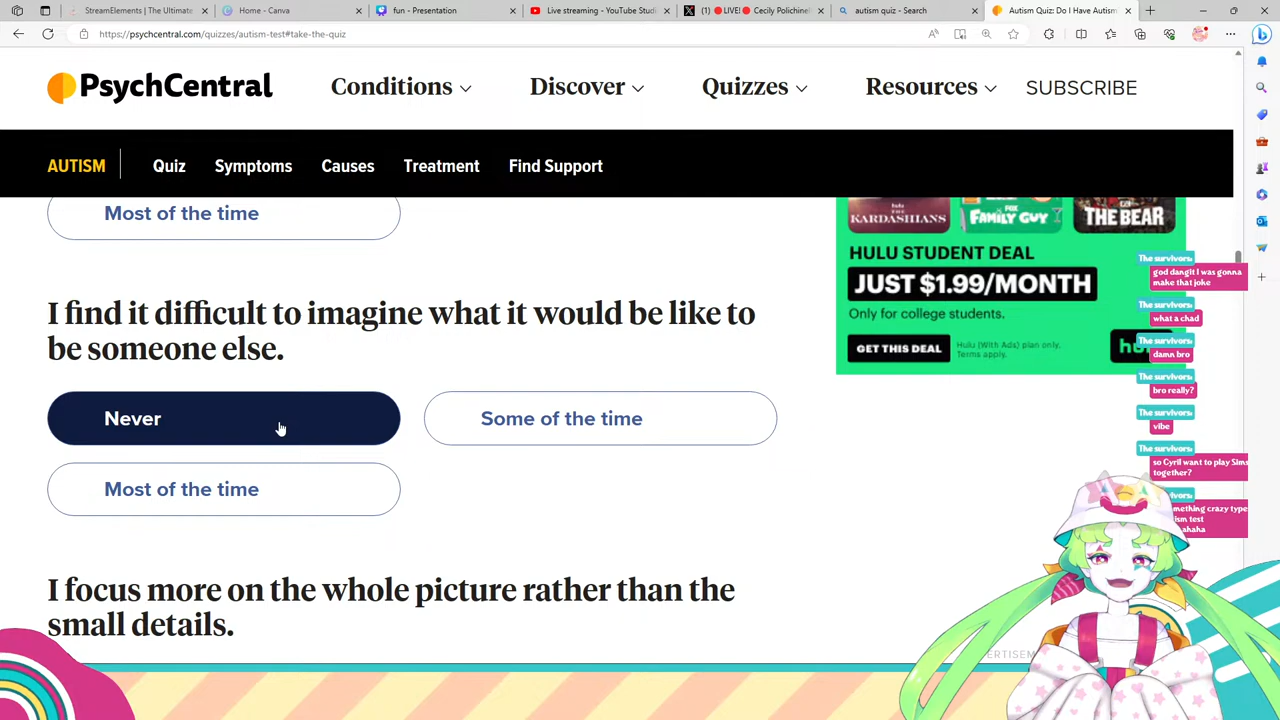 StreamElements | The Ultimate
Home - Canva
fun - Presentation
Live streaming - YouTube Studi
(1) 🔴LIVE!🔴 Cecily Polichinel
autism quiz - Search
Autism Quiz: Do I Have Autism
https://psychcentral.com/quizzes/autism-test#take-the-quiz
PsychCentral
Conditions
Discover
Quizzes
Resources
SUBSCRIBE
AUTISM
Quiz
Symptoms
Causes
Treatment
Find Support
Most of the time
I find it difficult to imagine what it would be like to
be someone else.
Never
Some of the time
Most of the time
I focus more on the whole picture rather than the
small details.
hulu
THE
KARDASHIANS
FOX
FAMILY GUY
THE BEAR
HULU STUDENT DEAL
JUST $1.99/MONTH
Only for college students.
GET THIS DEAL
Hulu (With Ads) plan only.
Terms apply.
The survivors:
god dangit I was gonna
make that joke
The survivors:
what a chad
The survivors:
damn bro
The survivors:
bro really?
The survivors:
vibe
The survivors:
so Cyril want to play Sims
together?